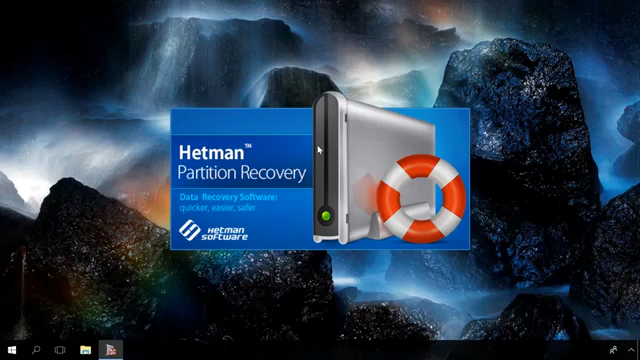 Hetman™
Partition Recovery
Data Recovery Software:
quicker, easier, safer
HETMAN
SOFTWARE